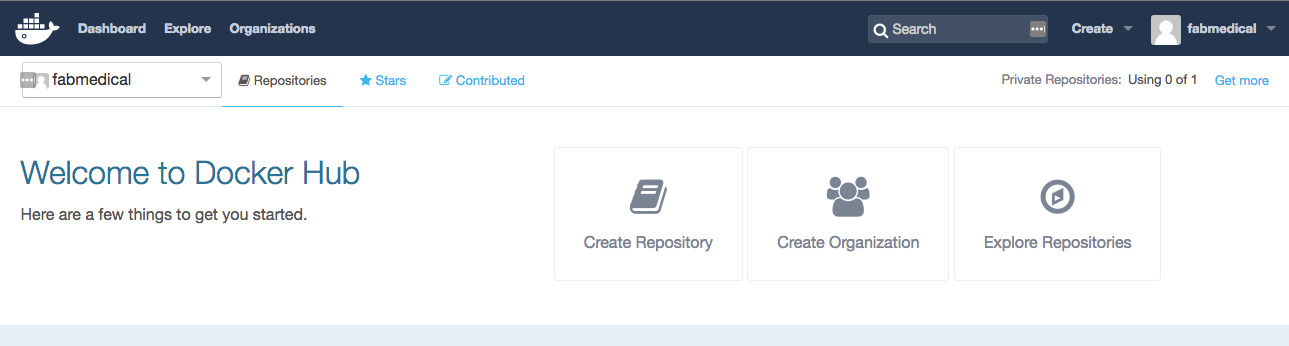 Dashboard Explore Organizations Search Create fabmedical
fabmedical Repositories Stars Contributed Private Repositories: Using 0 of 1 Get more
Welcome to Docker Hub
Here are a few things to get you started.
Create Repository Create Organization Explore Repositories